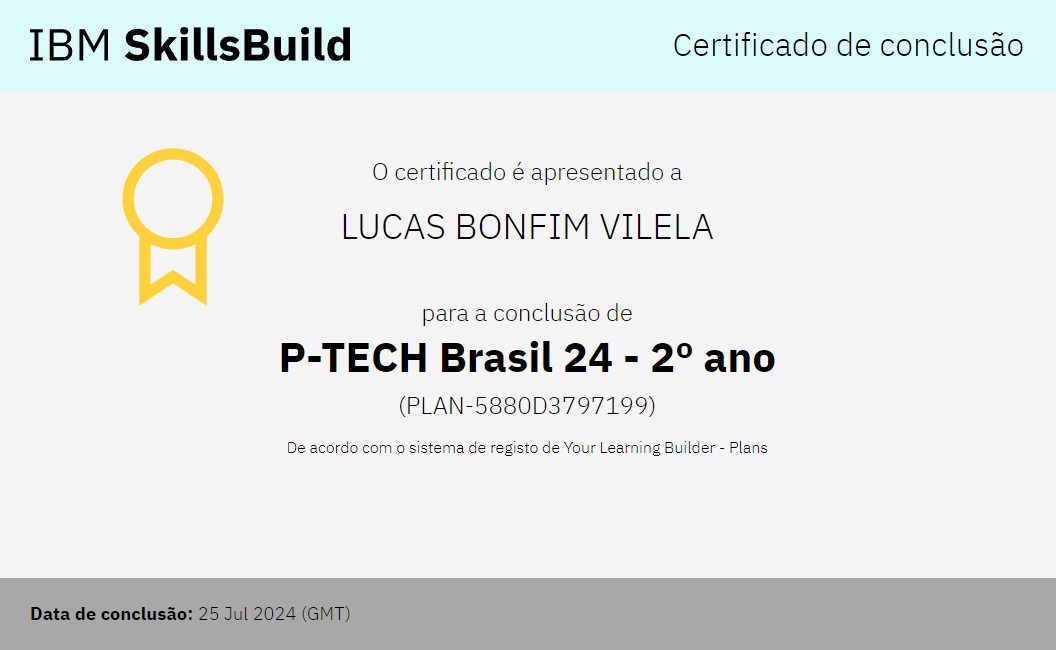 IBM SkillsBuild
Certificado de conclusão
O certificado é apresentado a
LUCAS BONFIM VILELA
para a conclusão de
P-TECH Brasil 24 - 2º ano
(PLAN-5880D3797199)
De acordo com o sistema de registo de Your Learning Builder - Plans
Data de conclusão: 25 Jul 2024 (GMT)